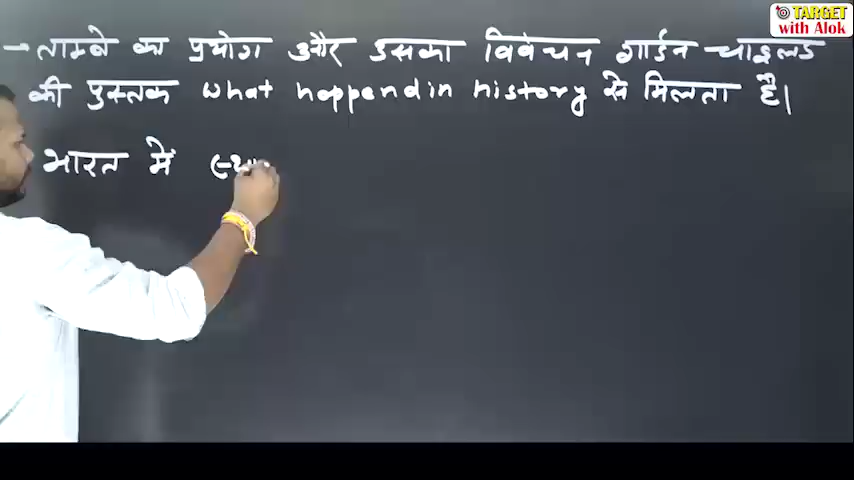 TARGET
with Alok
→ ताम्बे का प्रयोग और उसका विवेचन गार्डन चाइल्ड
की पुस्तक what happend in history से मिलता है।
भारत में